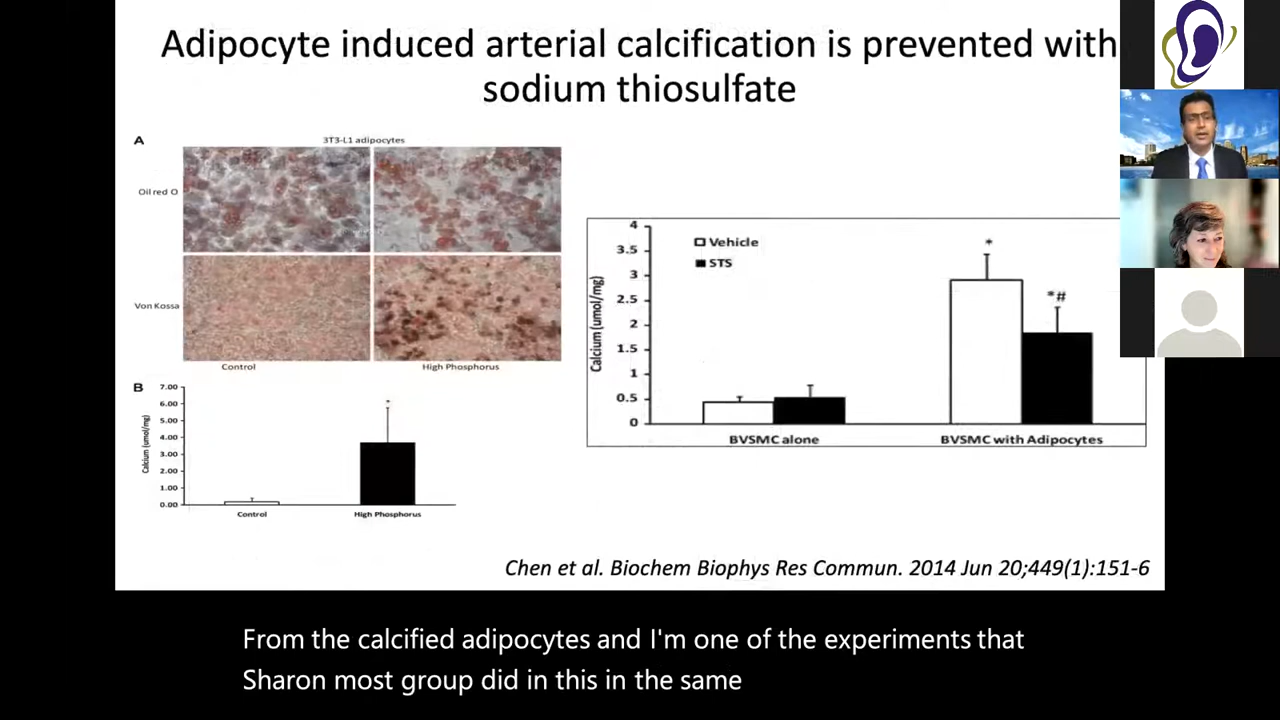 Adipocyte induced arterial calcification is prevented with
sodium thiosulfate
A
3T3-L1 adipocytes
Oil red O
Von Kossa
Control
High Phosphorus
B
7.00
6.00
5.00
4.00
3.00
2.00
1.00
0.00
Calcium (umol/mg)
*
Control
High Phosphorus
4
3.5
3
2.5
2
1.5
1
0.5
0
Calcium (umol/mg)
Vehicle
STS
*
*#
BVSMC alone
BVSMC with Adipocytes
Chen et al. Biochem Biophys Res Commun. 2014 Jun 20;449(1):151-6
From the calcified adipocytes and I'm one of the experiments that
Sharon most group did in this in the same